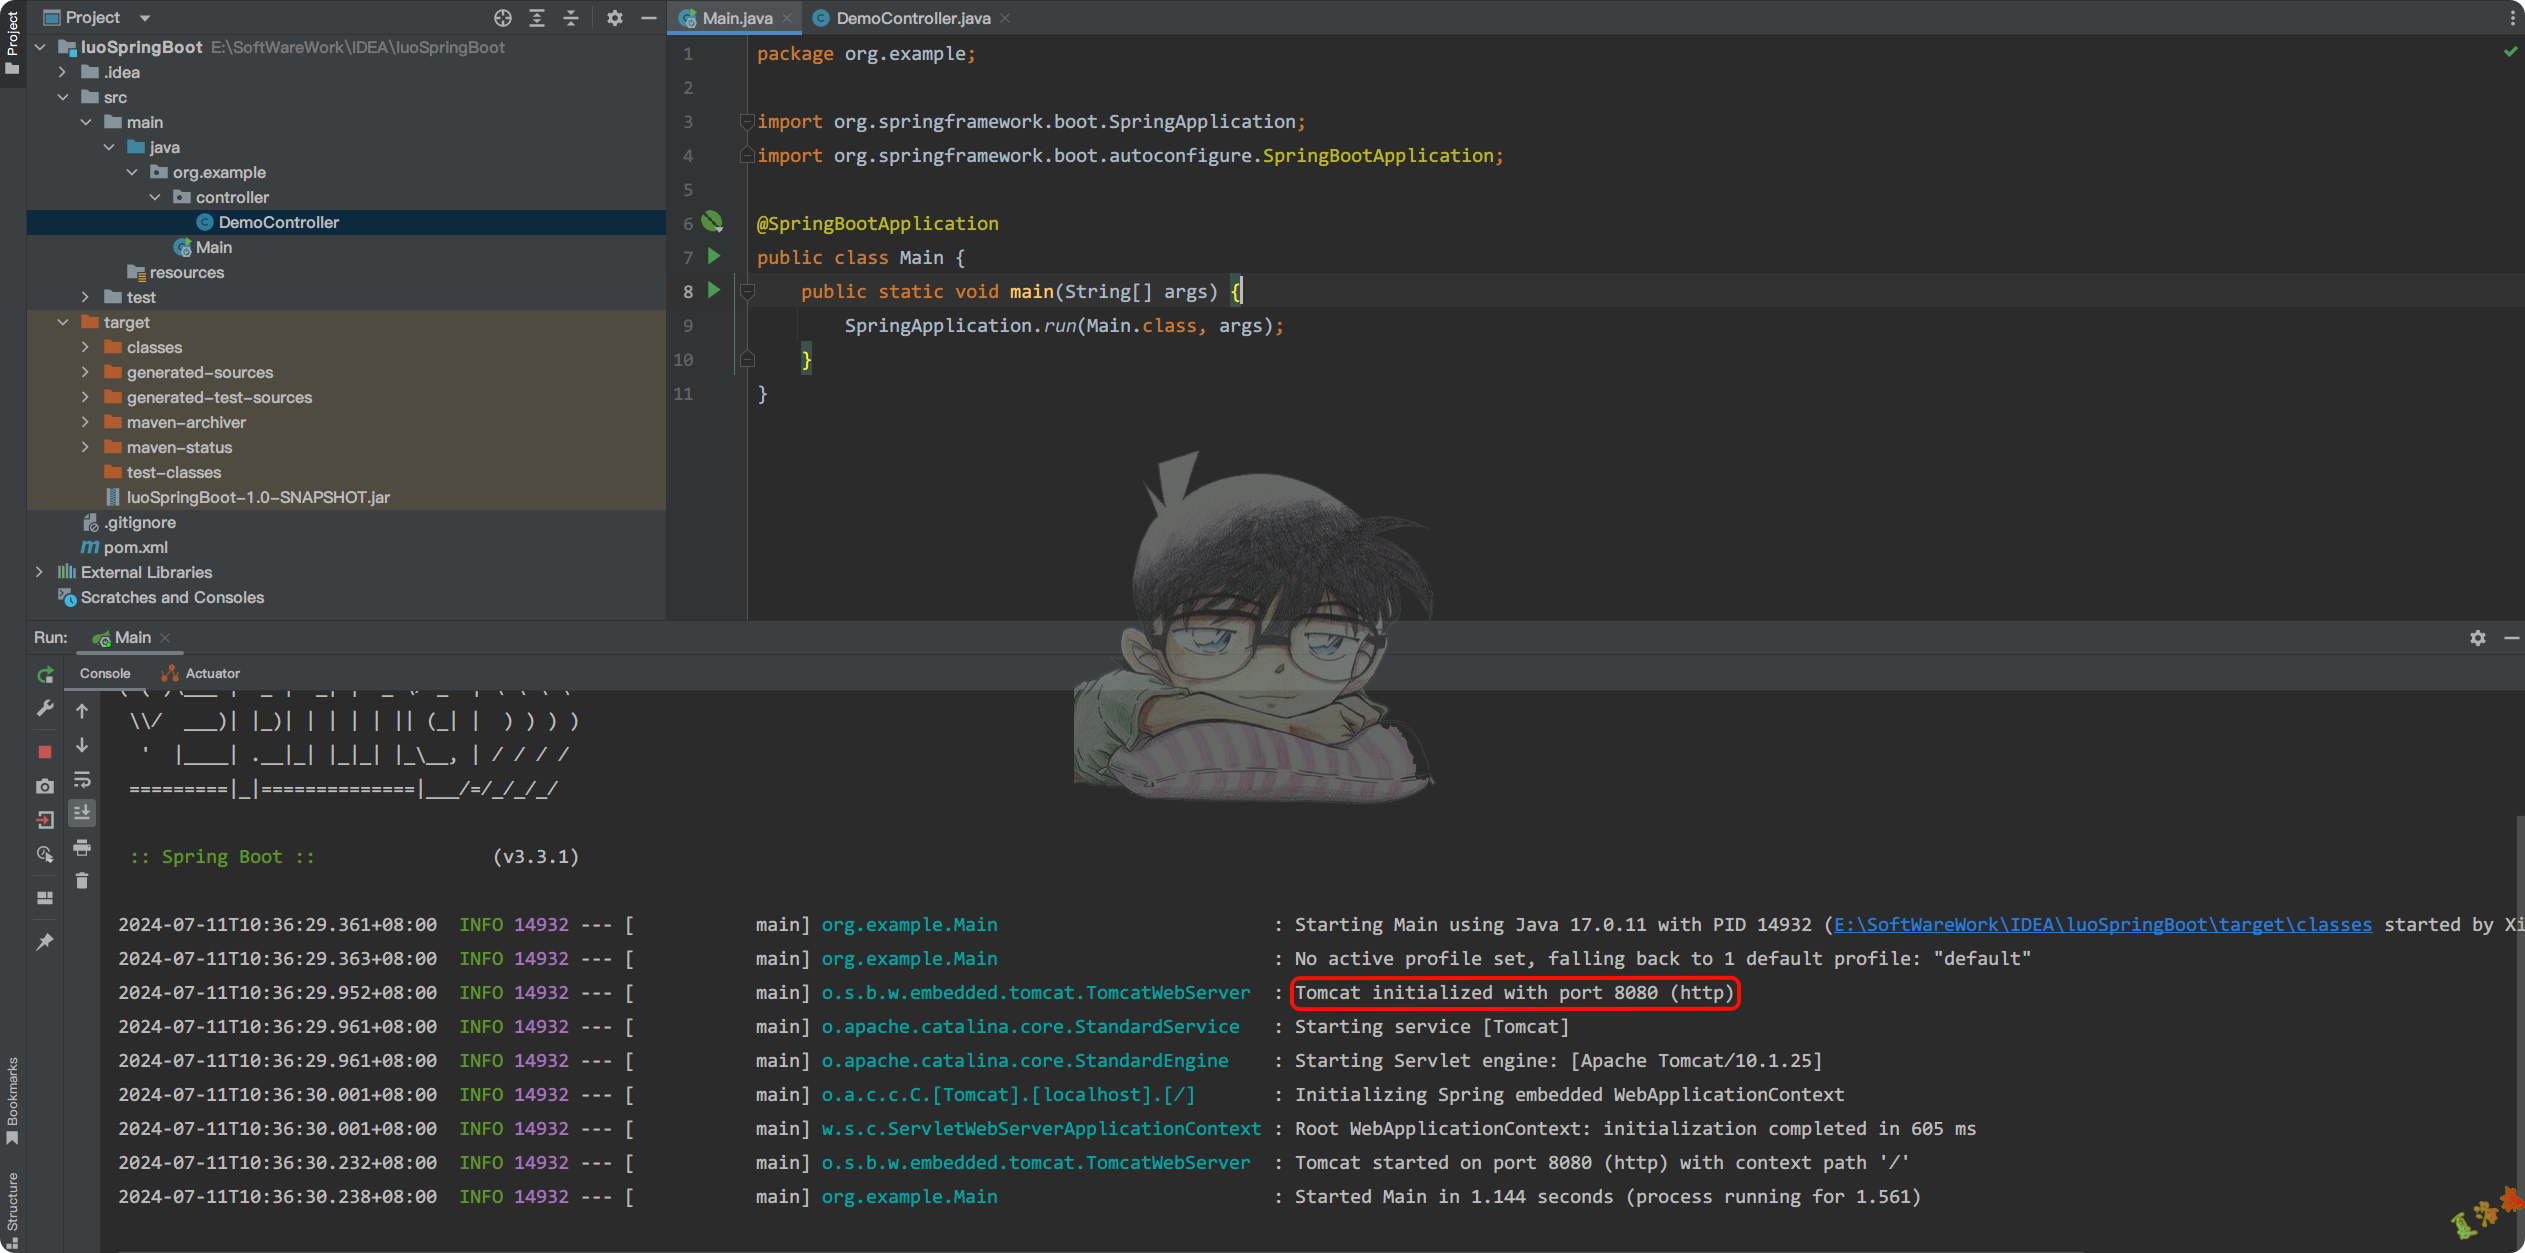 Project
Project
luoSpringBoot E:\SoftWareWork\IDEA\luoSpringBoot
.idea
src
main
java
org.example
controller
DemoController
Main
resources
test
target
classes
generated-sources
generated-test-sources
maven-archiver
maven-status
test-classes
luoSpringBoot-1.0-SNAPSHOT.jar
.gitignore
pom.xml
External Libraries
Scratches and Consoles
Main.java
DemoController.java
1 package org.example;
2
3 import org.springframework.boot.SpringApplication;
4 import org.springframework.boot.autoconfigure.SpringBootApplication;
5
6 @SpringBootApplication
7 public class Main {
8 public static void main(String[] args) {
9 SpringApplication.run(Main.class, args);
10 }
11 }
Run: Main
Console Actuator
\\/  ___)| |_)| | | | | || (_| |  ) ) ) )
'  |____| .__|_| |_|_| |_\__, | / / / /
=========|_|==============|___/=/_/_/_/
:: Spring Boot :: (v3.3.1)
2024-07-11T10:36:29.361+08:00 INFO 14932 --- [ main] org.example.Main : Starting Main using Java 17.0.11 with PID 14932 (E:\SoftWareWork\IDEA\luoSpringBoot\target\classes started by Xi
2024-07-11T10:36:29.363+08:00 INFO 14932 --- [ main] org.example.Main : No active profile set, falling back to 1 default profile: "default"
2024-07-11T10:36:29.952+08:00 INFO 14932 --- [ main] o.s.b.w.embedded.tomcat.TomcatWebServer : Tomcat initialized with port 8080 (http)
2024-07-11T10:36:29.961+08:00 INFO 14932 --- [ main] o.apache.catalina.core.StandardService : Starting service [Tomcat]
2024-07-11T10:36:29.961+08:00 INFO 14932 --- [ main] o.apache.catalina.core.StandardEngine : Starting Servlet engine: [Apache Tomcat/10.1.25]
2024-07-11T10:36:30.001+08:00 INFO 14932 --- [ main] o.a.c.c.C.[Tomcat].[localhost].[/] : Initializing Spring embedded WebApplicationContext
2024-07-11T10:36:30.001+08:00 INFO 14932 --- [ main] w.s.c.ServletWebServerApplicationContext : Root WebApplicationContext: initialization completed in 605 ms
2024-07-11T10:36:30.232+08:00 INFO 14932 --- [ main] o.s.b.w.embedded.tomcat.TomcatWebServer : Tomcat started on port 8080 (http) with context path '/'
2024-07-11T10:36:30.238+08:00 INFO 14932 --- [ main] org.example.Main : Started Main in 1.144 seconds (process running for 1.561)
Bookmarks
Structure